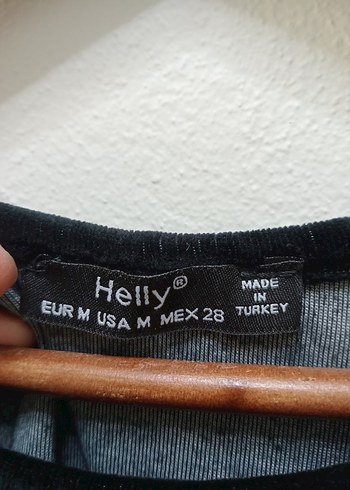 Helly®
EUR M USA M MEX 28
MADE
IN
TURKEY